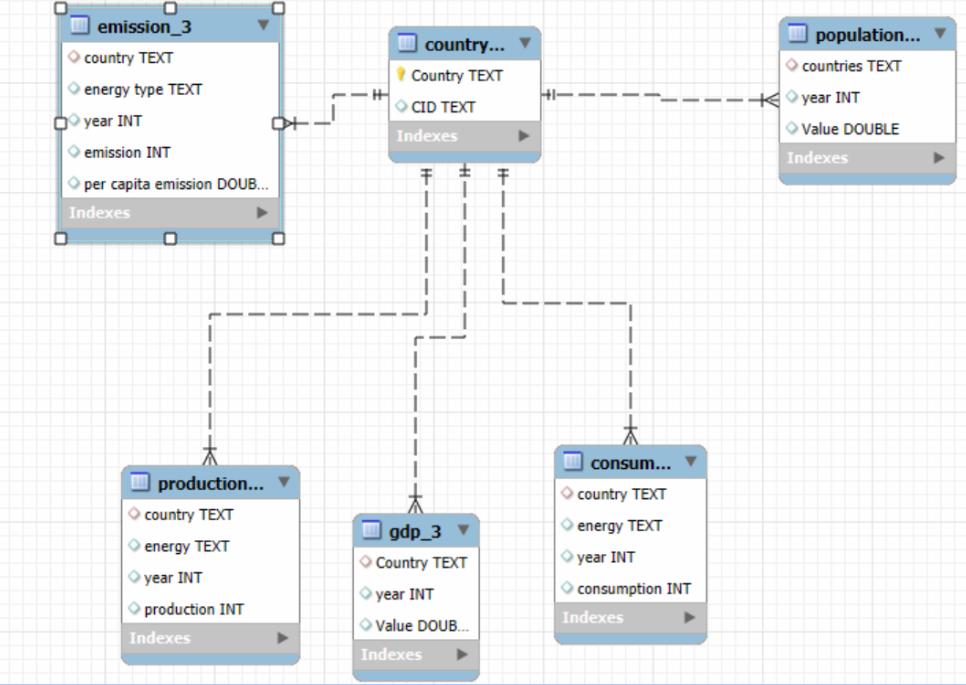 emission_3
country TEXT
energy type TEXT
year INT
emission INT
per capita emission DOUB...
Indexes
country...
Country TEXT
CID TEXT
Indexes
population...
countries TEXT
year INT
Value DOUBLE
Indexes
production...
country TEXT
energy TEXT
year INT
production INT
Indexes
gdp_3
Country TEXT
year INT
Value DOUB...
Indexes
consum...
country TEXT
energy TEXT
year INT
consumption INT
Indexes